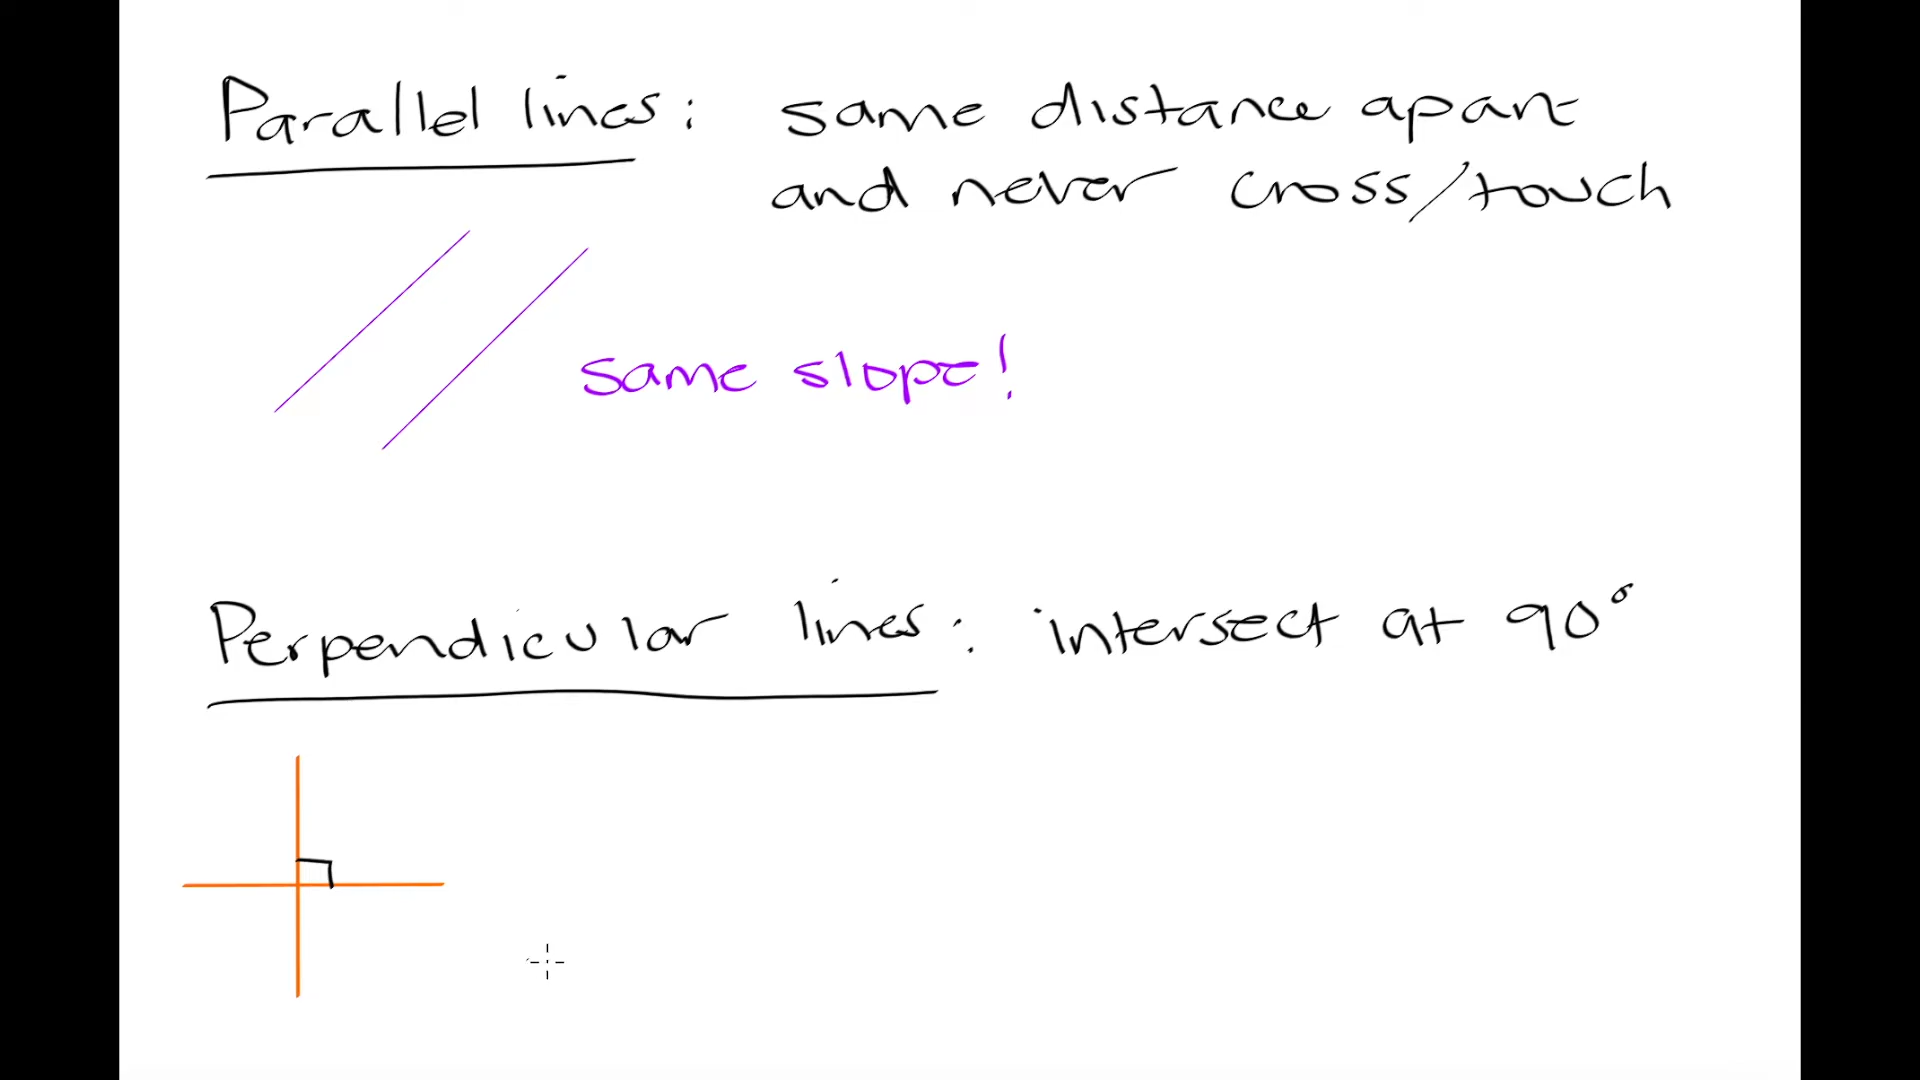 Parallel lines: same distance apart
and never cross/touch
same slope!
Perpendicular lines: intersect at 90°